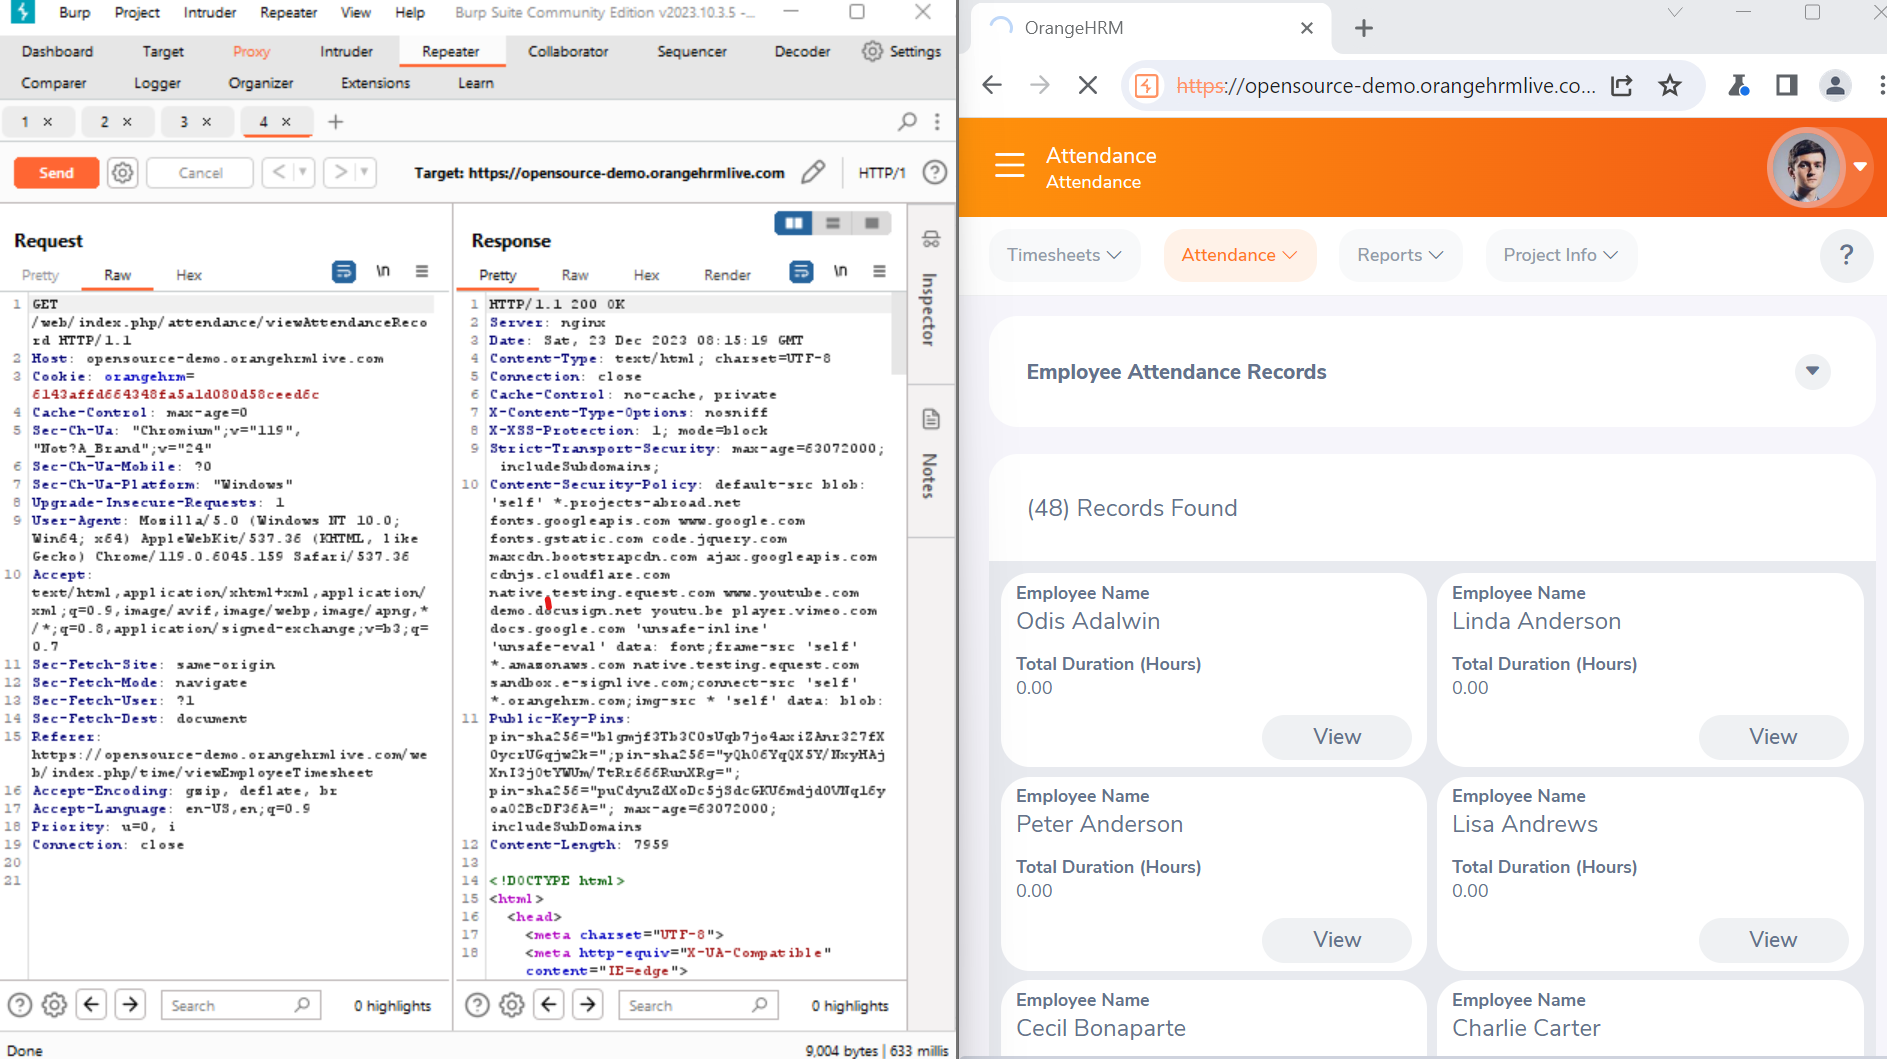 Burp Project Intruder Repeater View Help Burp Suite Community Edition v2023.10.3.5 -...
Dashboard Target Proxy Intruder Repeater Collaborator Sequencer Decoder Settings
Comparer Logger Organizer Extensions Learn
1 × 2 × 3 × 4 × +
Send Cancel < > Target: https://opensource-demo.orangehrmlive.com HTTP/1 ?
Request
Pretty Raw Hex \n
1 GET
/web/index.php/attendance/viewAttendanceReco
rd HTTP/1.1
2 Host: opensource-demo.orangehrmlive.com
3 Cookie: orangehrm=
4 Cache-Control: max-age=0
5 Sec-Ch-Ua: "Chromium";v="119",
"Not?A_Brand";v="24"
6 Sec-Ch-Ua-Mobile: ?0
7 Sec-Ch-Ua-Platform: "Windows"
8 Upgrade-Insecure-Requests: 1
9 User-Agent: Mozilla/5.0 (Windows NT 10.0;
Win64; x64) AppleWebKit/537.36 (KHTML, like
Gecko) Chrome/119.0.6045.159 Safari/537.36
10 Accept:
text/html,application/xhtml+xml,application/
xml;q=0.9,image/avif,image/webp,image/apng,*
/*;q=0.8,application/signed-exchange;v=b3;q=
0.7
11 Sec-Fetch-Site: same-origin
12 Sec-Fetch-Mode: navigate
13 Sec-Fetch-User: ?1
14 Sec-Fetch-Dest: document
15 Referer:
https://opensource-demo.orangehrmlive.com/we
b/index.php/time/viewEmployeeTimesheet
16 Accept-Encoding: gzip, deflate, br
17 Accept-Language: en-US,en;q=0.9
18 Priority: u=0, i
19 Connection: close
20
21
? Search 0 highlights
Response
Pretty Raw Hex Render \n
1 HTTP/1.1 200 OK
2 Server: nginx
3 Date: Sat, 23 Dec 2023 08:15:19 GMT
4 Content-Type: text/html; charset=UTF-8
5 Connection: close
6 Cache-Control: no-cache, private
7 X-Content-Type-Options: nosniff
8 X-XSS-Protection: 1; mode=block
9 Strict-Transport-Security: max-age=63072000;
includeSubdomains;
10 Content-Security-Policy: default-src blob:
'self' *.projects-abroad.net
fonts.googleapis.com www.google.com
fonts.gstatic.com code.jquery.com
maxcdn.bootstrapcdn.com ajax.googleapis.com
cdnjs.cloudflare.com
native.testing.equest.com www.youtube.com
demo.docusign.net youtu.be player.vimeo.com
docs.google.com 'unsafe-inline'
'unsafe-eval' data: font;frame-src 'self'
*.amazonaws.com native.testing.equest.com
sandbox.e-signlive.com;connect-src 'self'
*.orangehrm.com;img-src * 'self' data: blob:
11 Public-Key-Pins:
max-age=63072000;
includeSubDomains
12 Content-Length: 7959
13
14 <!DOCTYPE html>
15 <html>
16 <head>
17 <meta charset="UTF-8">
18 <meta http-equiv="X-UA-Compatible"
content="IE=edge">
? Search 0 highlights
Inspector
Notes
Done 9,004 bytes | 633 millis
OrangeHRM × +
https://opensource-demo.orangehrmlive.co...
Attendance
Attendance
Timesheets Attendance Reports Project Info ?
Employee Attendance Records
(48) Records Found
Employee Name
Odis Adalwin
Total Duration (Hours)
0.00
View
Employee Name
Linda Anderson
Total Duration (Hours)
0.00
View
Employee Name
Peter Anderson
Total Duration (Hours)
0.00
View
Employee Name
Lisa Andrews
Total Duration (Hours)
0.00
View
Employee Name
Cecil Bonaparte
Employee Name
Charlie Carter